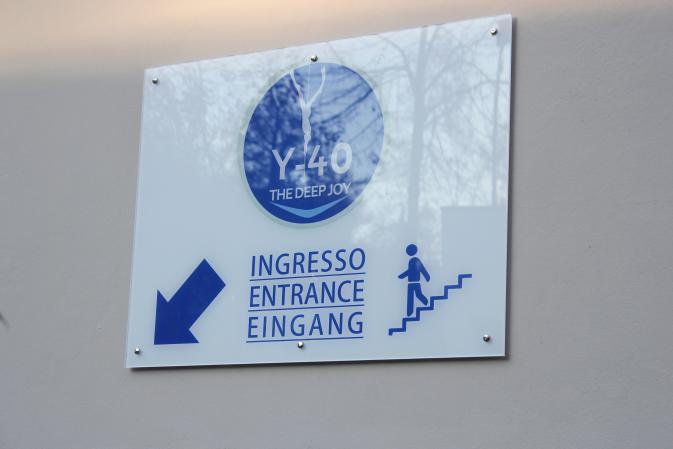 Y-40
THE DEEP JOY
INGRESSO
ENTRANCE
EINGANG